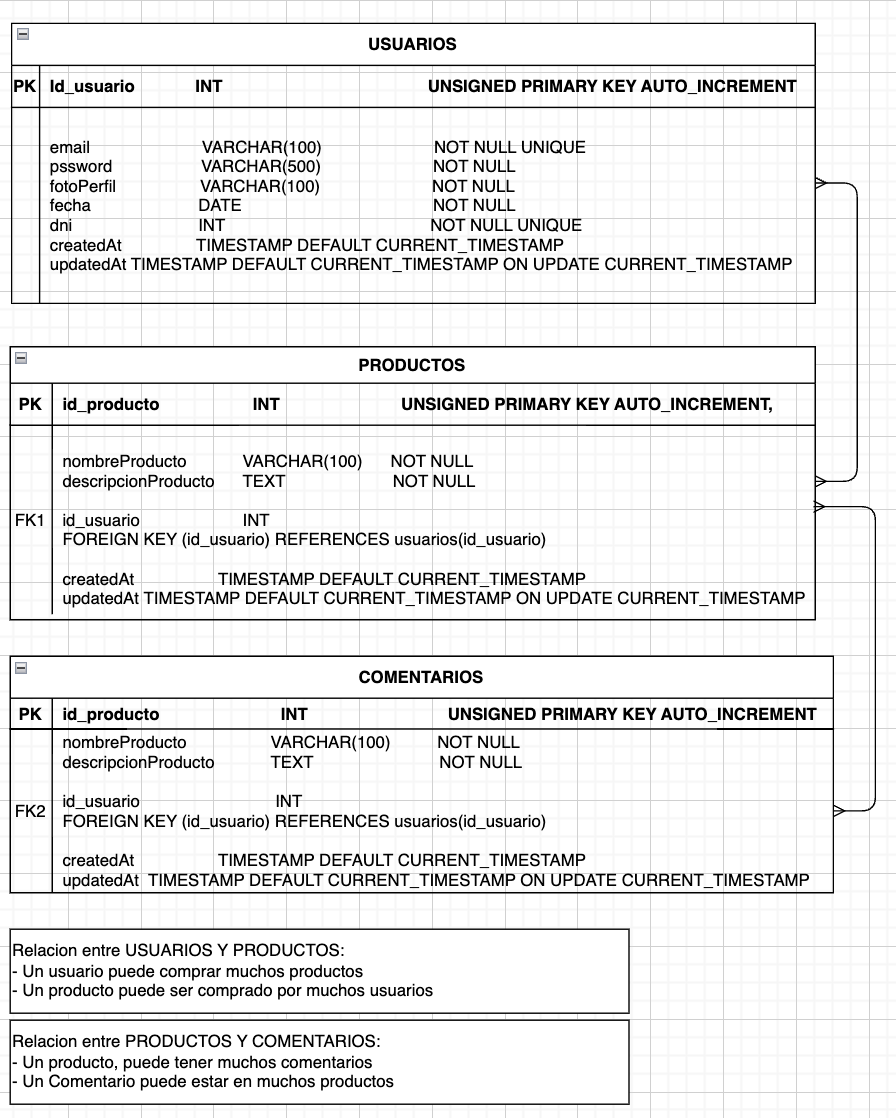 USUARIOS
PK Id_usuario INT UNSIGNED PRIMARY KEY AUTO_INCREMENT
email VARCHAR(100) NOT NULL UNIQUE
pssword VARCHAR(500) NOT NULL
fotoPerfil VARCHAR(100) NOT NULL
fecha DATE NOT NULL
dni INT NOT NULL UNIQUE
createdAt TIMESTAMP DEFAULT CURRENT_TIMESTAMP
updatedAt TIMESTAMP DEFAULT CURRENT_TIMESTAMP ON UPDATE CURRENT_TIMESTAMP
PRODUCTOS
PK id_producto INT UNSIGNED PRIMARY KEY AUTO_INCREMENT,
nombreProducto VARCHAR(100) NOT NULL
descripcionProducto TEXT NOT NULL
FK1 id_usuario INT
FOREIGN KEY (id_usuario) REFERENCES usuarios(id_usuario)
createdAt TIMESTAMP DEFAULT CURRENT_TIMESTAMP
updatedAt TIMESTAMP DEFAULT CURRENT_TIMESTAMP ON UPDATE CURRENT_TIMESTAMP
COMENTARIOS
PK id_producto INT UNSIGNED PRIMARY KEY AUTO_INCREMENT
nombreProducto VARCHAR(100) NOT NULL
descripcionProducto TEXT NOT NULL
id_usuario INT
FK2 FOREIGN KEY (id_usuario) REFERENCES usuarios(id_usuario)
createdAt TIMESTAMP DEFAULT CURRENT_TIMESTAMP
updatedAt TIMESTAMP DEFAULT CURRENT_TIMESTAMP ON UPDATE CURRENT_TIMESTAMP
Relacion entre USUARIOS Y PRODUCTOS:
- Un usuario puede comprar muchos productos
- Un producto puede ser comprado por muchos usuarios
Relacion entre PRODUCTOS Y COMENTARIOS:
- Un producto, puede tener muchos comentarios
- Un Comentario puede estar en muchos productos